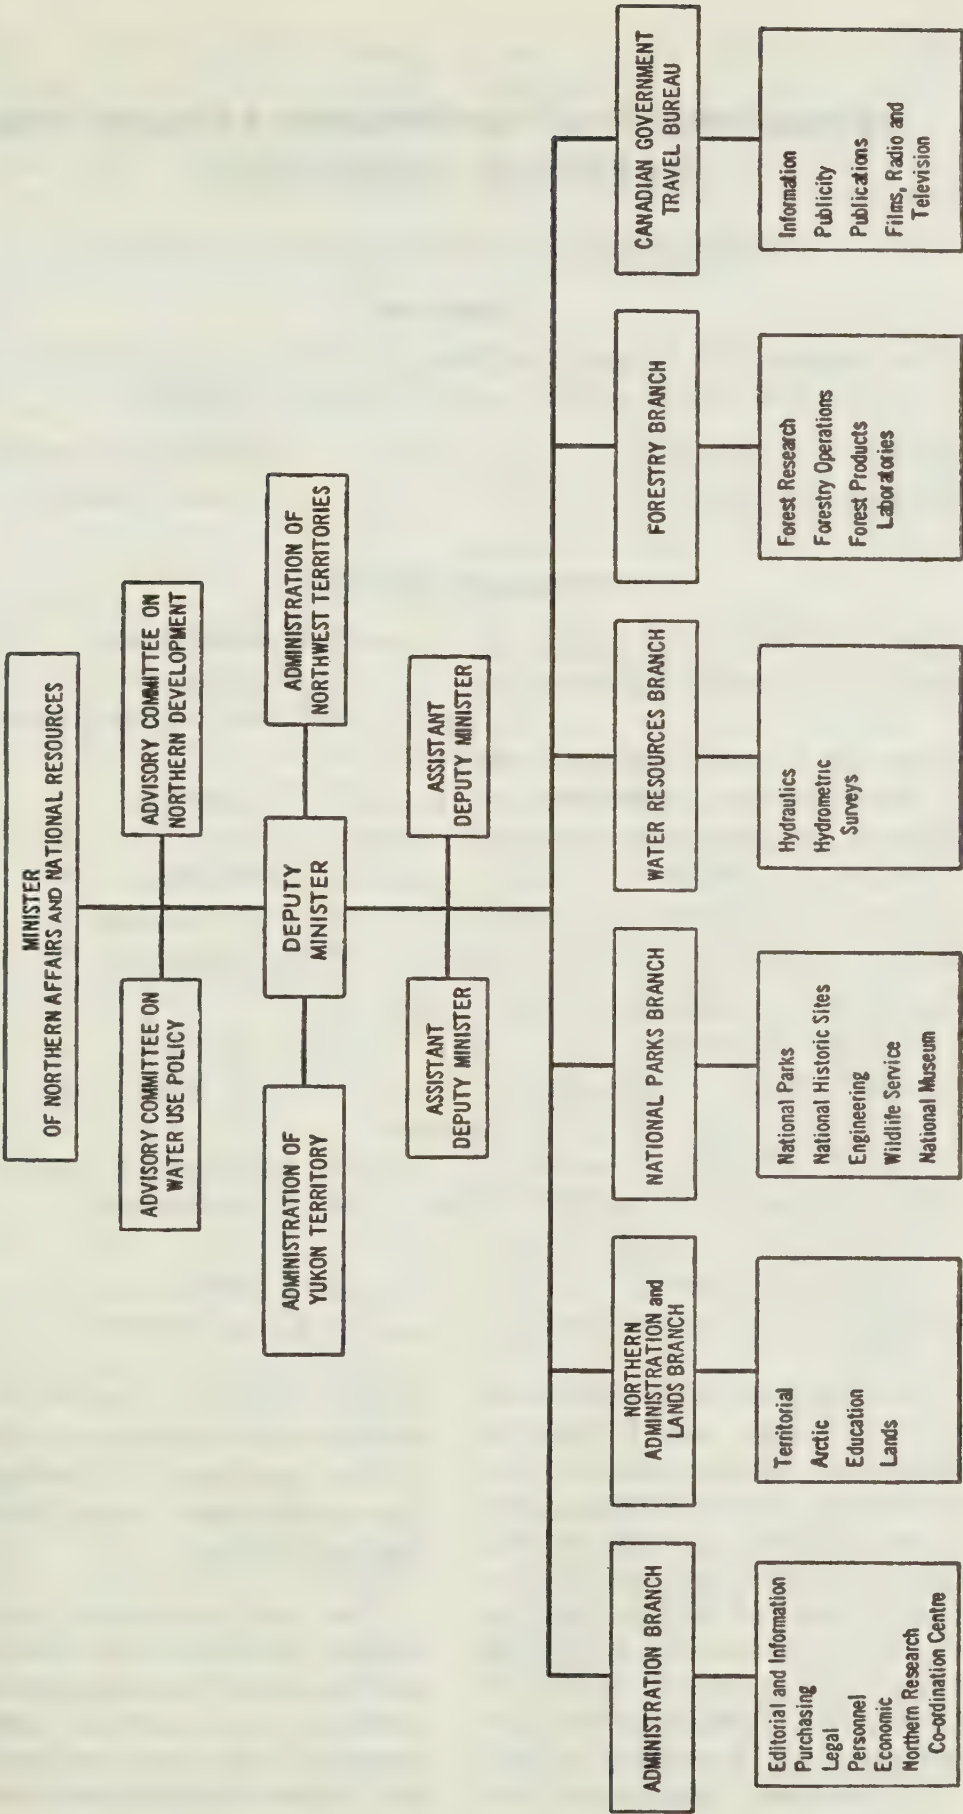 MINISTER
OF NORTHERN AFFAIRS AND NATIONAL RESOURCES
ADVISORY COMMITTEE ON
WATER USE POLICY
ADVISORY COMMITTEE ON
NORTHERN DEVELOPMENT
ADMINISTRATION OF
YUKON TERRITORY
DEPUTY
MINISTER
ADMINISTRATION OF
NORTHWEST TERRITORIES
ASSISTANT
DEPUTY MINISTER
ASSISTANT
DEPUTY MINISTER
ADMINISTRATION BRANCH
NORTHERN
ADMINISTRATION and
LANDS BRANCH
NATIONAL PARKS BRANCH
WATER RESOURCES BRANCH
FORESTRY BRANCH
CANADIAN GOVERNMENT
TRAVEL BUREAU
Editorial and Information
Purchasing
Legal
Personnel
Economic
Northern Research
Co-ordination Centre
Territorial
Arctic
Education
Lands
National Parks
National Historic Sites
Engineering
Wildlife Service
National Museum
Hydraulics
Hydrometric
Surveys
Forest Research
Forestry Operations
Forest Products
Laboratories
Information
Publicity
Publications
Films, Radio and
Television